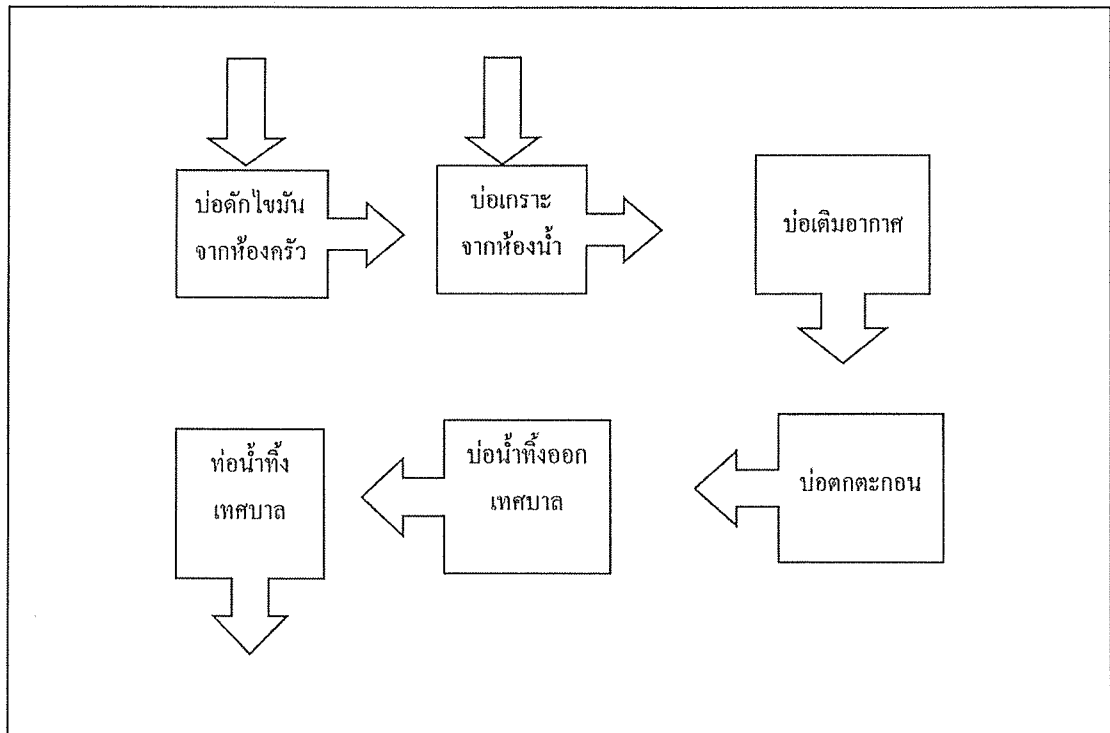 บ่อดักไขมัน
จากห้องครัว
บ่อเกราะ
จากห้องน้ำ
บ่อเติมอากาศ
บ่อตกตะกอน
บ่อน้ำทิ้งออก
เทศบาล
ท่อน้ำทิ้ง
เทศบาล